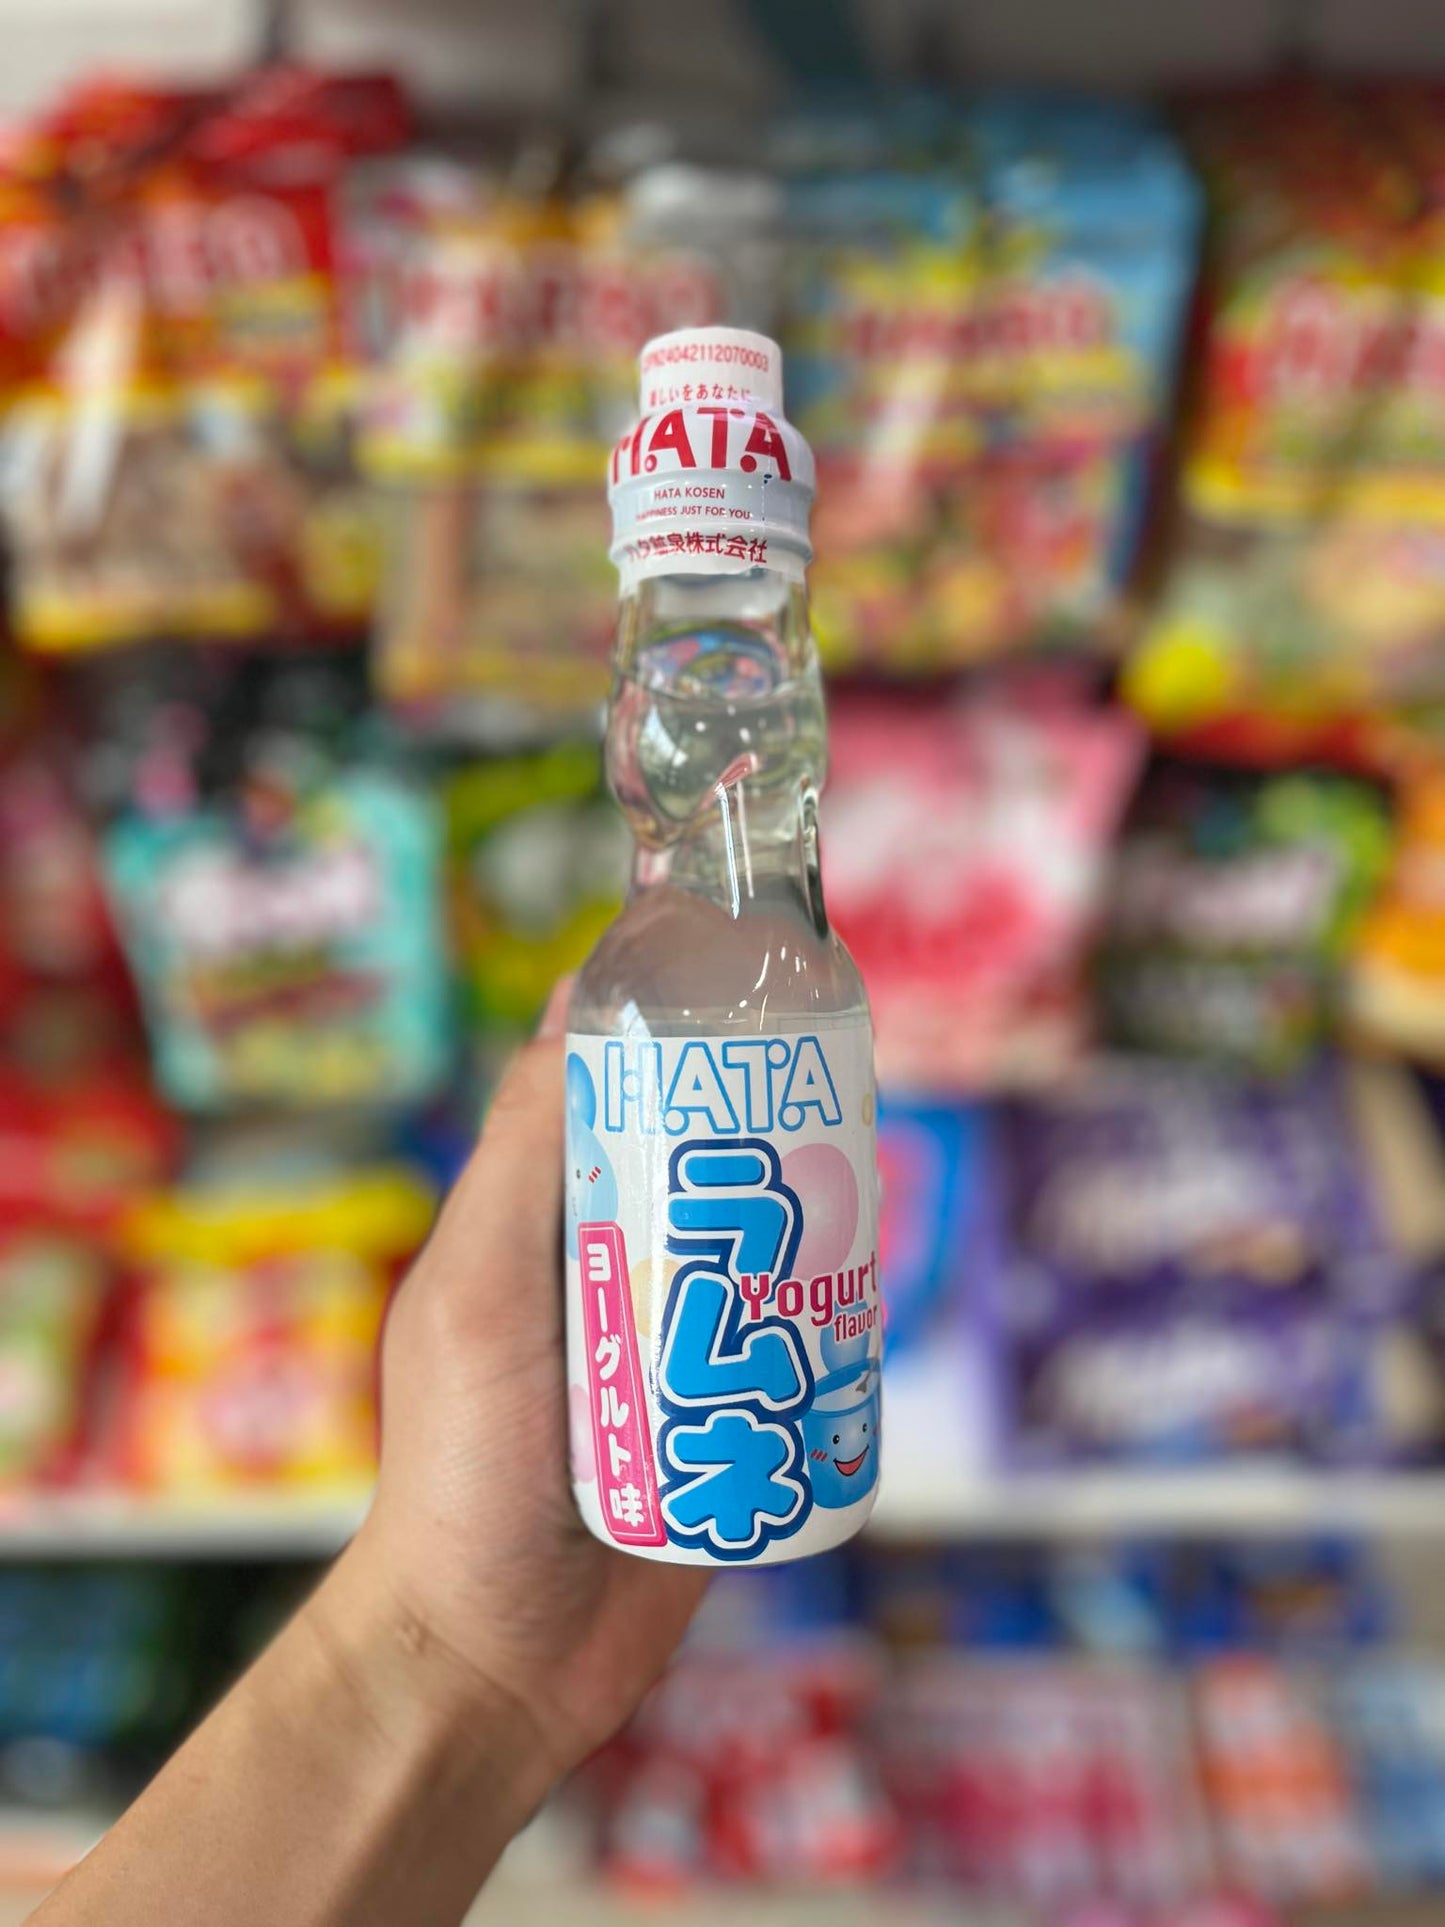 24042112070003
しいをあなたに
HATA
HATA KOSEN
HAPPINESS JUST FOR YOU
ハタ鉱泉株式会社
HATA
ラムネ
ヨーグルト味
Yogurt
flavor